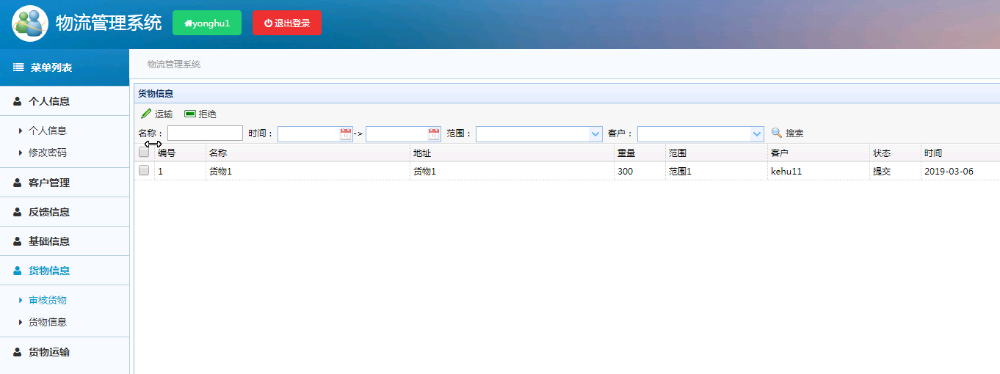 物流管理系统 yonghu1 退出登录
菜单列表
个人信息
个人信息
修改密码
客户管理
反馈信息
基础信息
货物信息
审核货物
货物信息
货物运输
物流管理系统
货物信息
运输 拒绝
名称： 时间： -> 范围： 客户： 搜索
编号 名称 地址 重量 范围 客户 状态 时间
1 货物1 货物1 300 范围1 kehu11 提交 2019-03-06